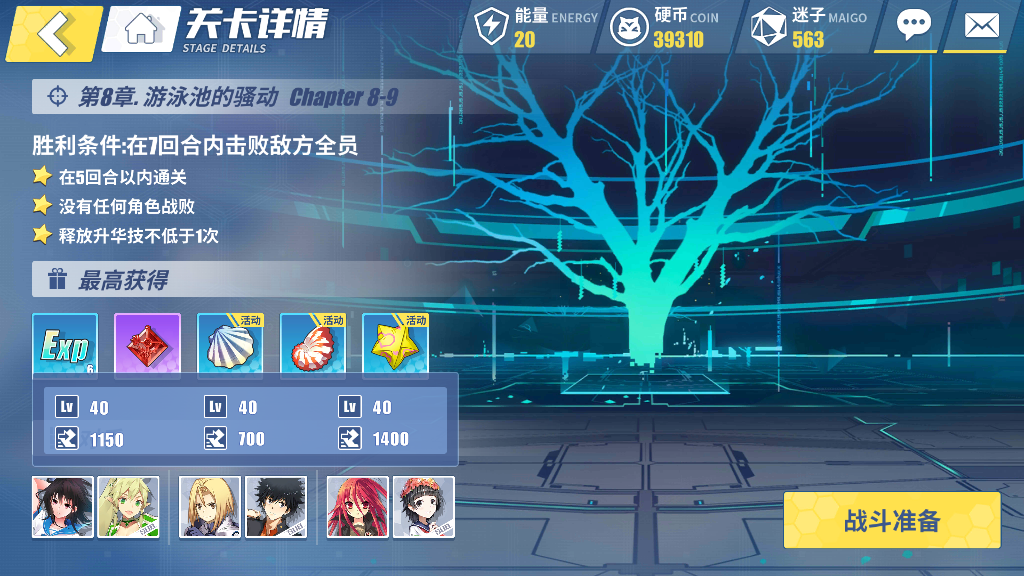 关卡详情
STAGE DETAILS
能量 ENERGY
20
硬币 COIN
39310
迷子 MAIGO
563
第8章. 游泳池的骚动 Chapter 8-9
胜利条件:在7回合内击败敌方全员
在5回合以内通关
没有任何角色战败
释放升华技不低于1次
最高获得
Exp
6
活动
活动
活动
Lv 40
Lv 40
Lv 40
1150
700
1400
战斗准备